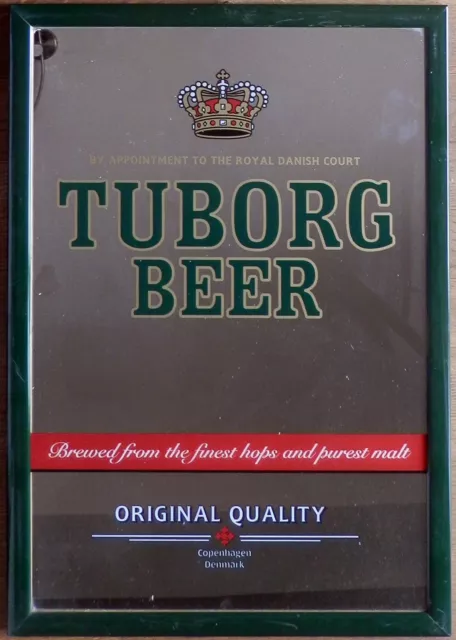 BY APPOINTMENT TO THE ROYAL DANISH COURT
TUBORG
BEER
Brewed from the finest hops and purest malt
ORIGINAL QUALITY
Copenhagen
Denmark